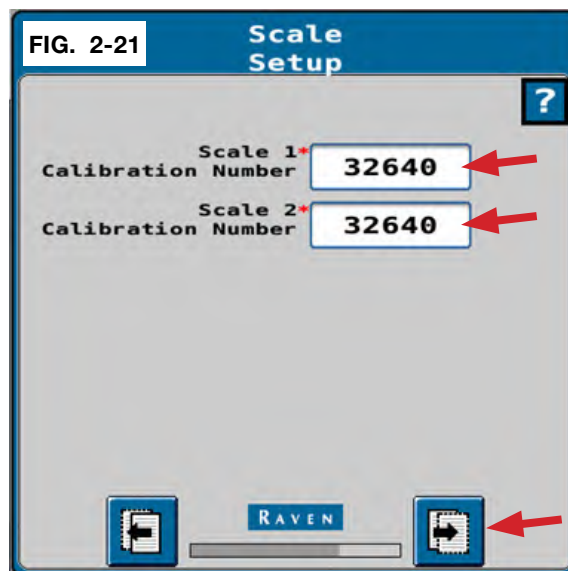 FIG. 2-21
Scale
Setup
?
Scale 1*
Calibration Number
32640
Scale 2*
Calibration Number
32640
RAVEN